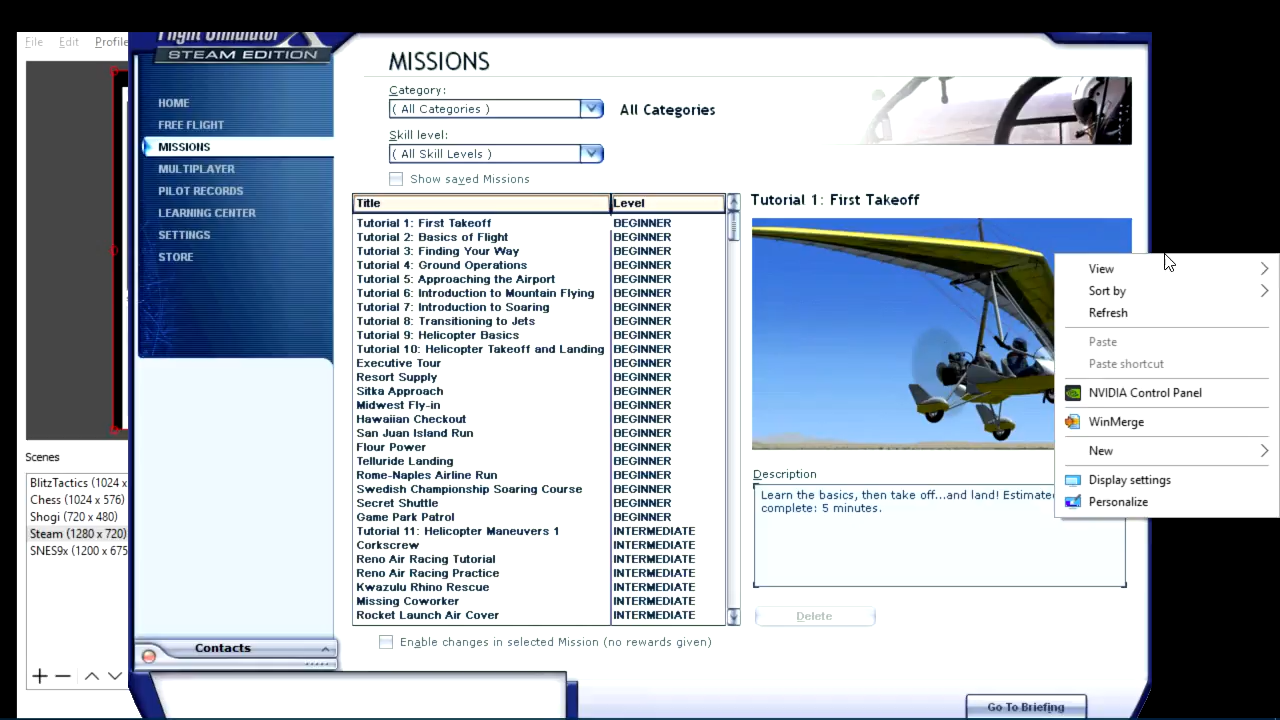 File Edit Profile
Flight Simulator X
STEAM EDITION
HOME
FREE FLIGHT
MISSIONS
MULTIPLAYER
PILOT RECORDS
LEARNING CENTER
SETTINGS
STORE
Contacts
Scenes
BlitzTactics (1024 x
Chess (1024 x 576)
Shogi (720 x 480)
Steam (1280 x 720)
SNES9x (1200 x 675
MISSIONS
Category:
( All Categories )
All Categories
Skill level:
( All Skill Levels )
Show saved Missions
Title Level
Tutorial 1: First Takeoff BEGINNER
Tutorial 2: Basics of Flight BEGINNER
Tutorial 3: Finding Your Way BEGINNER
Tutorial 4: Ground Operations BEGINNER
Tutorial 5: Approaching the Airport BEGINNER
Tutorial 6: Introduction to Mountain Flying BEGINNER
Tutorial 7: Introduction to Soaring BEGINNER
Tutorial 8: Transitioning to Jets BEGINNER
Tutorial 9: Helicopter Basics BEGINNER
Tutorial 10: Helicopter Takeoff and Landing BEGINNER
Executive Tour BEGINNER
Resort Supply BEGINNER
Sitka Approach BEGINNER
Midwest Fly-in BEGINNER
Hawaiian Checkout BEGINNER
San Juan Island Run BEGINNER
Flour Power BEGINNER
Telluride Landing BEGINNER
Rome-Naples Airline Run BEGINNER
Swedish Championship Soaring Course BEGINNER
Secret Shuttle BEGINNER
Game Park Patrol BEGINNER
Tutorial 11: Helicopter Maneuvers 1 INTERMEDIATE
Corkscrew INTERMEDIATE
Reno Air Racing Tutorial INTERMEDIATE
Reno Air Racing Practice INTERMEDIATE
Kwazulu Rhino Rescue INTERMEDIATE
Missing Coworker INTERMEDIATE
Rocket Launch Air Cover INTERMEDIATE
Enable changes in selected Mission (no rewards given)
Tutorial 1: First Takeoff
Description
Learn the basics, then take off...and land! Estimated
complete: 5 minutes.
Delete
Go To Briefing
View
Sort by
Refresh
Paste
Paste shortcut
NVIDIA Control Panel
WinMerge
New
Display settings
Personalize